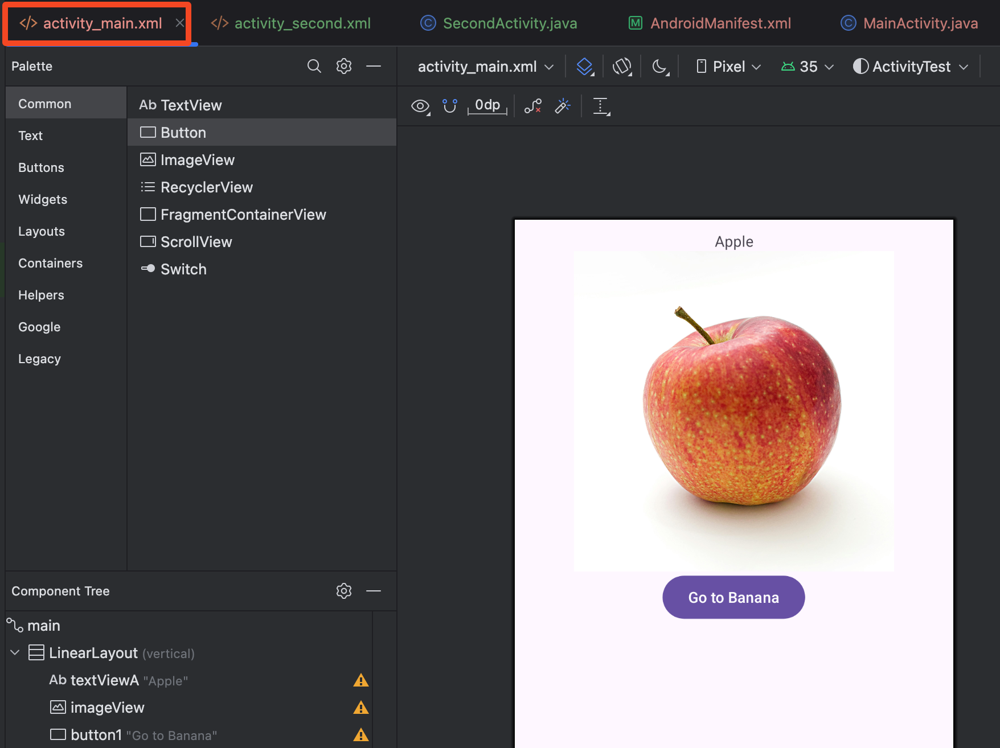 </> activity_main.xml
</> activity_second.xml
C SecondActivity.java
M AndroidManifest.xml
C MainActivity.java
Palette
activity_main.xml
Pixel
35
ActivityTest
0dp
Common
Text
Buttons
Widgets
Layouts
Containers
Helpers
Google
Legacy
Ab TextView
Button
ImageView
RecyclerView
FragmentContainerView
ScrollView
Switch
Apple
Go to Banana
Component Tree
main
LinearLayout (vertical)
Ab textViewA "Apple"
imageView
button1 "Go to Banana"